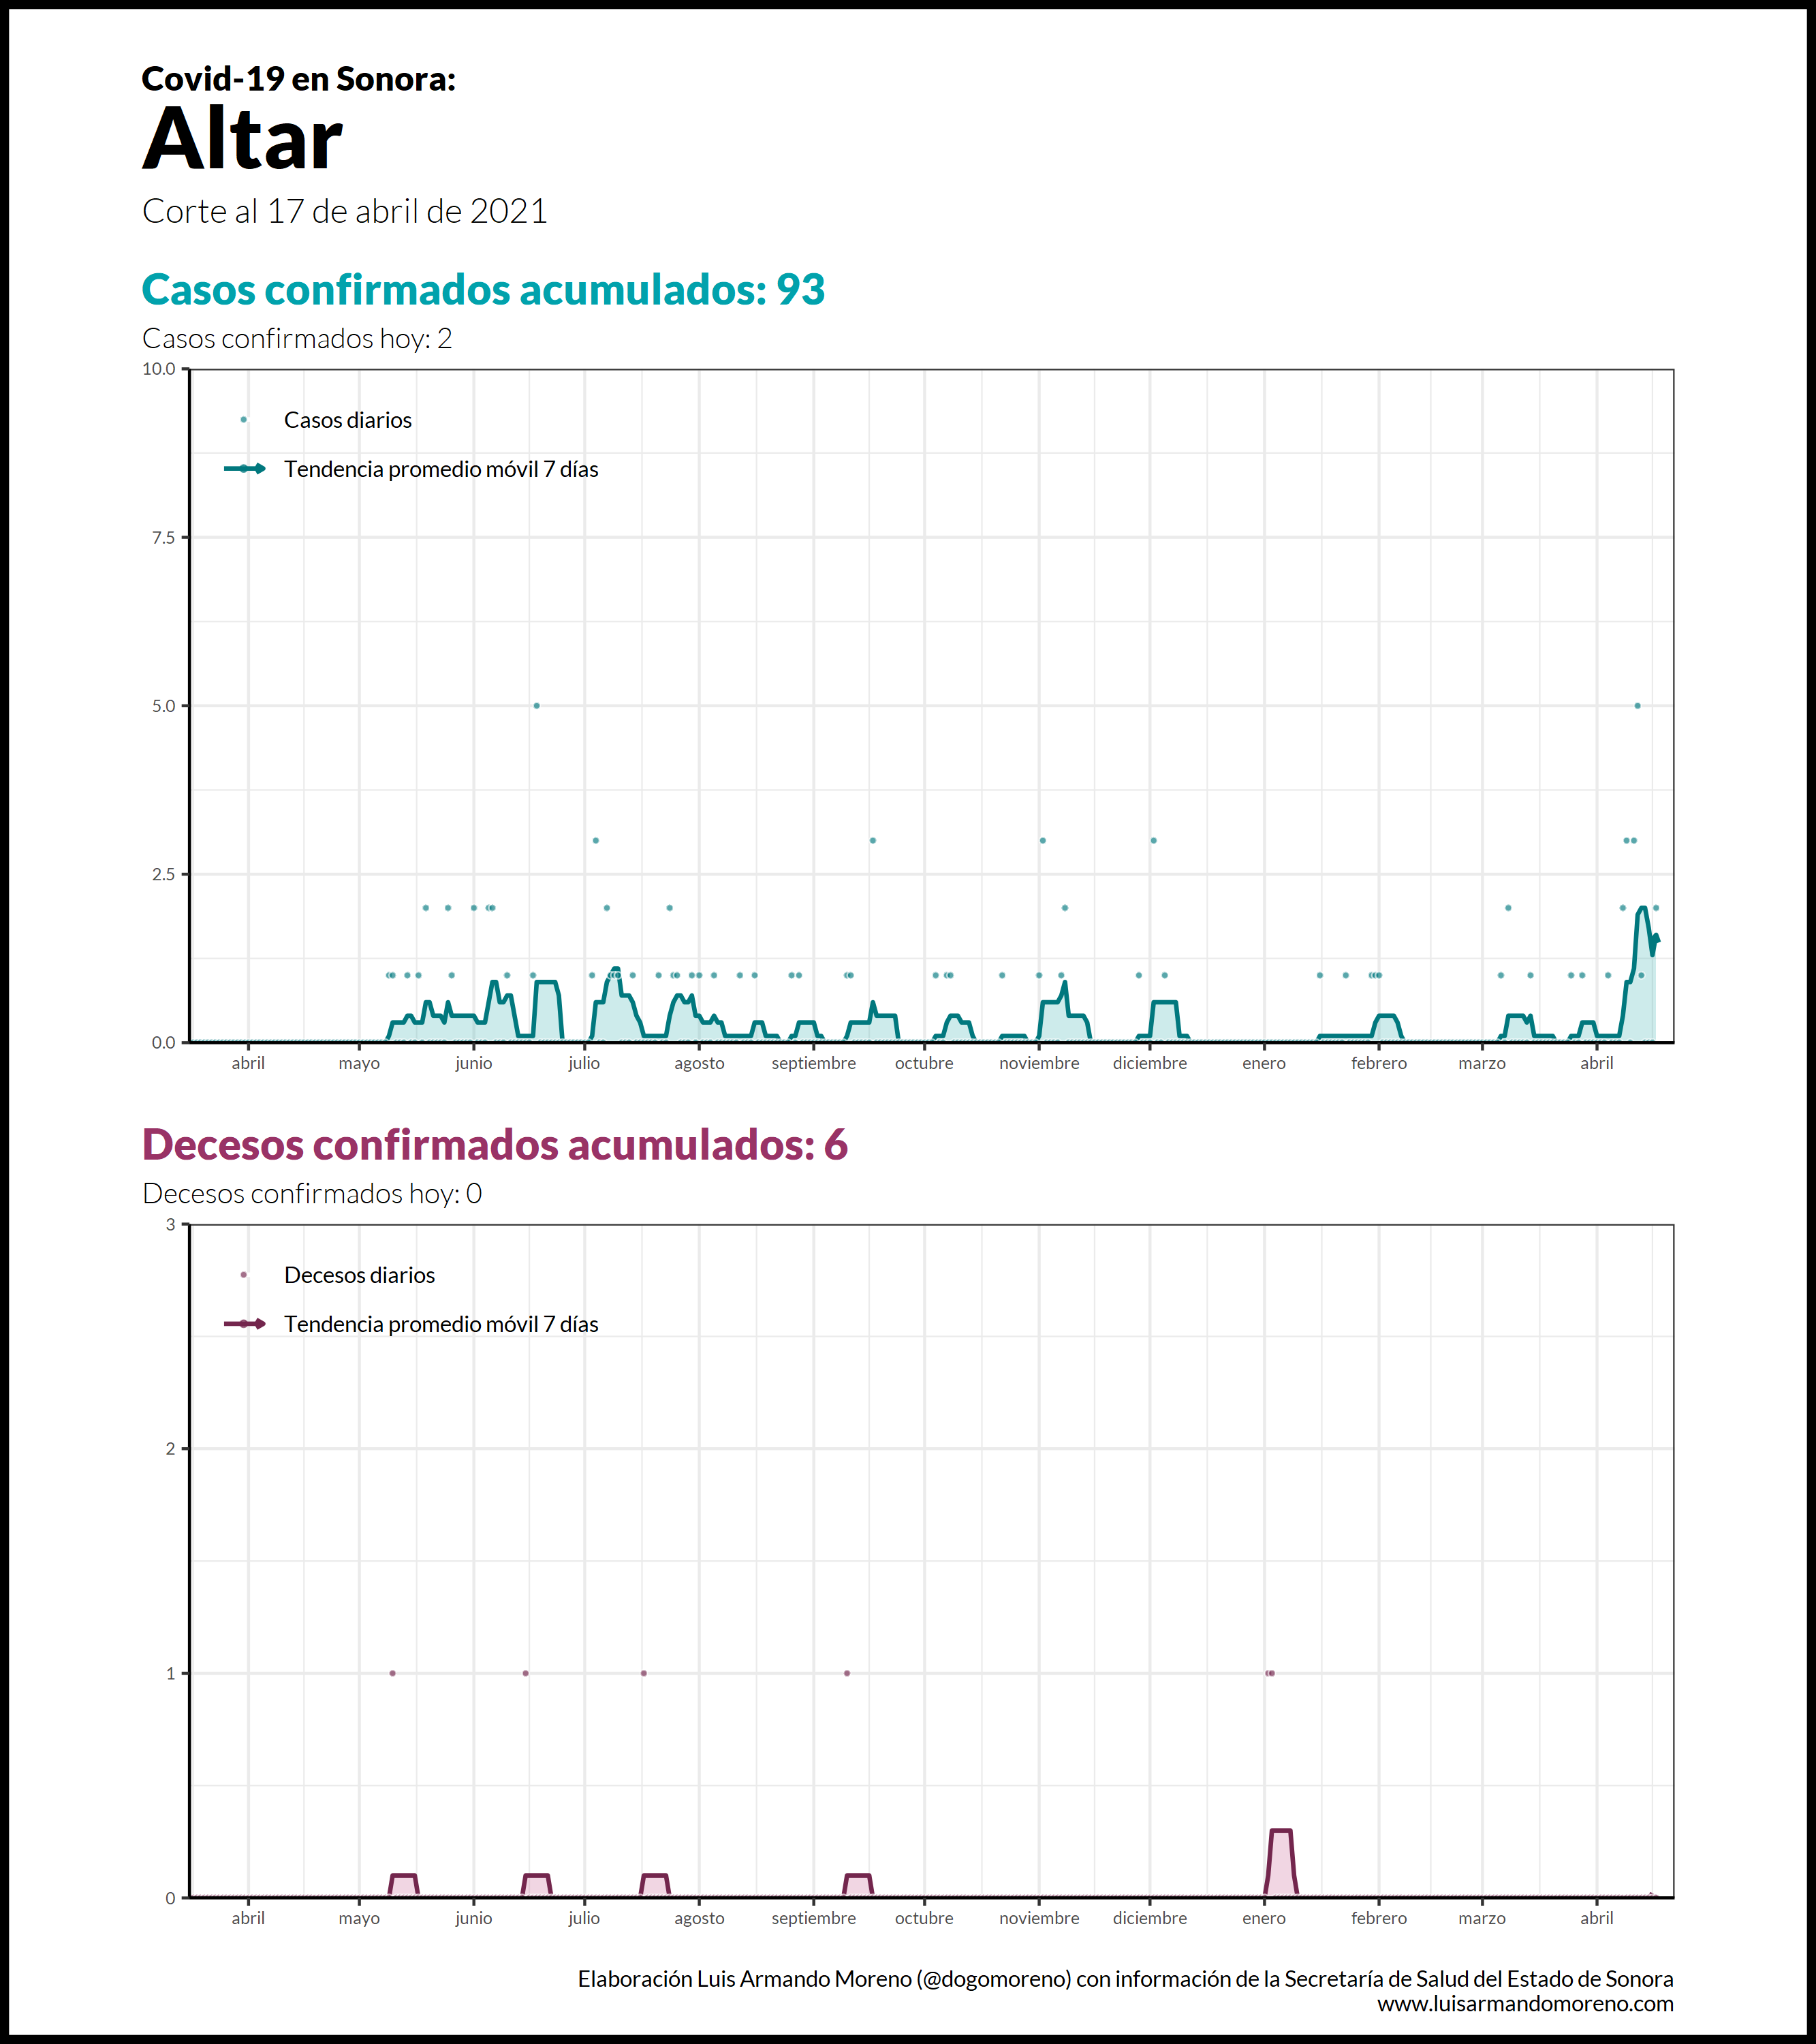 Covid-19 en Sonora:
Altar
Corte al 17 de abril de 2021
Casos confirmados acumulados: 93
Casos confirmados hoy: 2
10.0
7.5
5.0
2.5
0.0
Casos diarios
Tendencia promedio móvil 7 días
abril mayo junio julio agosto septiembre octubre noviembre diciembre enero febrero marzo abril
Decesos confirmados acumulados: 6
Decesos confirmados hoy: 0
3
2
1
0
Decesos diarios
Tendencia promedio móvil 7 días
abril mayo junio julio agosto septiembre octubre noviembre diciembre enero febrero marzo abril
Elaboración Luis Armando Moreno (@dogomoreno) con información de la Secretaría de Salud del Estado de Sonora
www.luisarmandomoreno.com